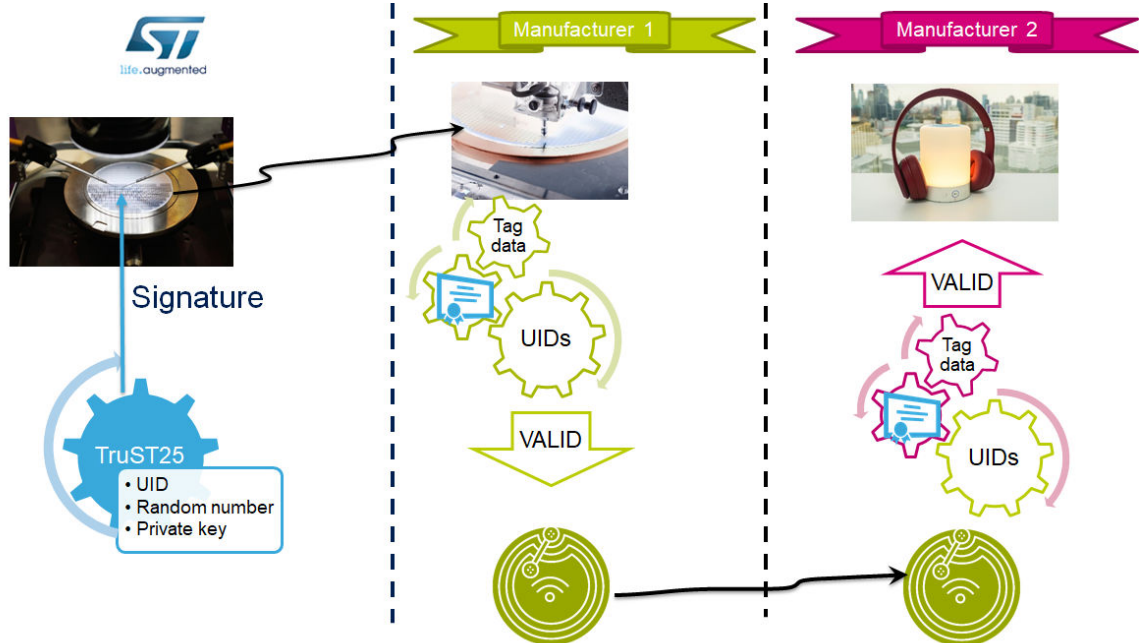 ST
life.augmented
Signature
TruST25
• UID
• Random number
• Private key
Manufacturer 1
Tag
data
UIDs
VALID
Manufacturer 2
VALID
Tag
data
UIDs